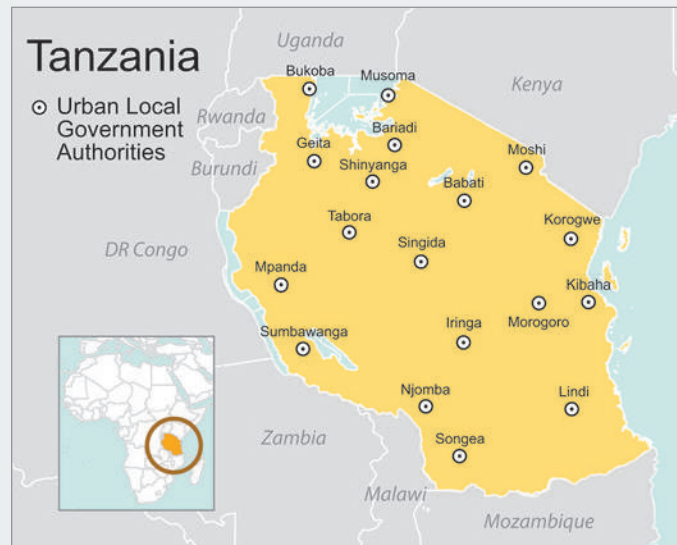 Tanzania
Urban Local
Government
Authorities
Uganda
Kenya
Rwanda
Burundi
DR Congo
Zambia
Malawi
Mozambique
Bukoba
Musoma
Bariadi
Geita
Shinyanga
Moshi
Babati
Tabora
Korogwe
Singida
Mpanda
Kibaha
Morogoro
Sumbawanga
Iringa
Njomba
Lindi
Songea